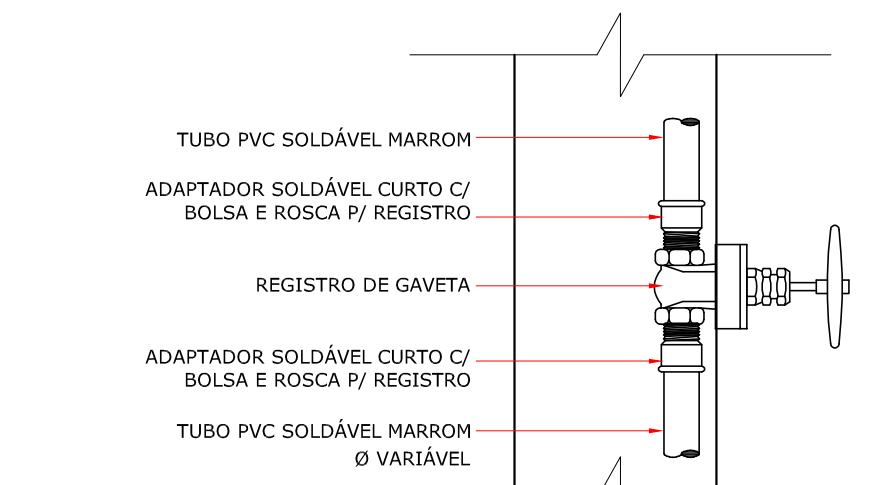 TUBO PVC SOLDÁVEL MARROM
ADAPTADOR SOLDÁVEL CURTO C/
BOLSA E ROSCA P/ REGISTRO
REGISTRO DE GAVETA
ADAPTADOR SOLDÁVEL CURTO C/
BOLSA E ROSCA P/ REGISTRO
TUBO PVC SOLDÁVEL MARROM
Ø VARIÁVEL